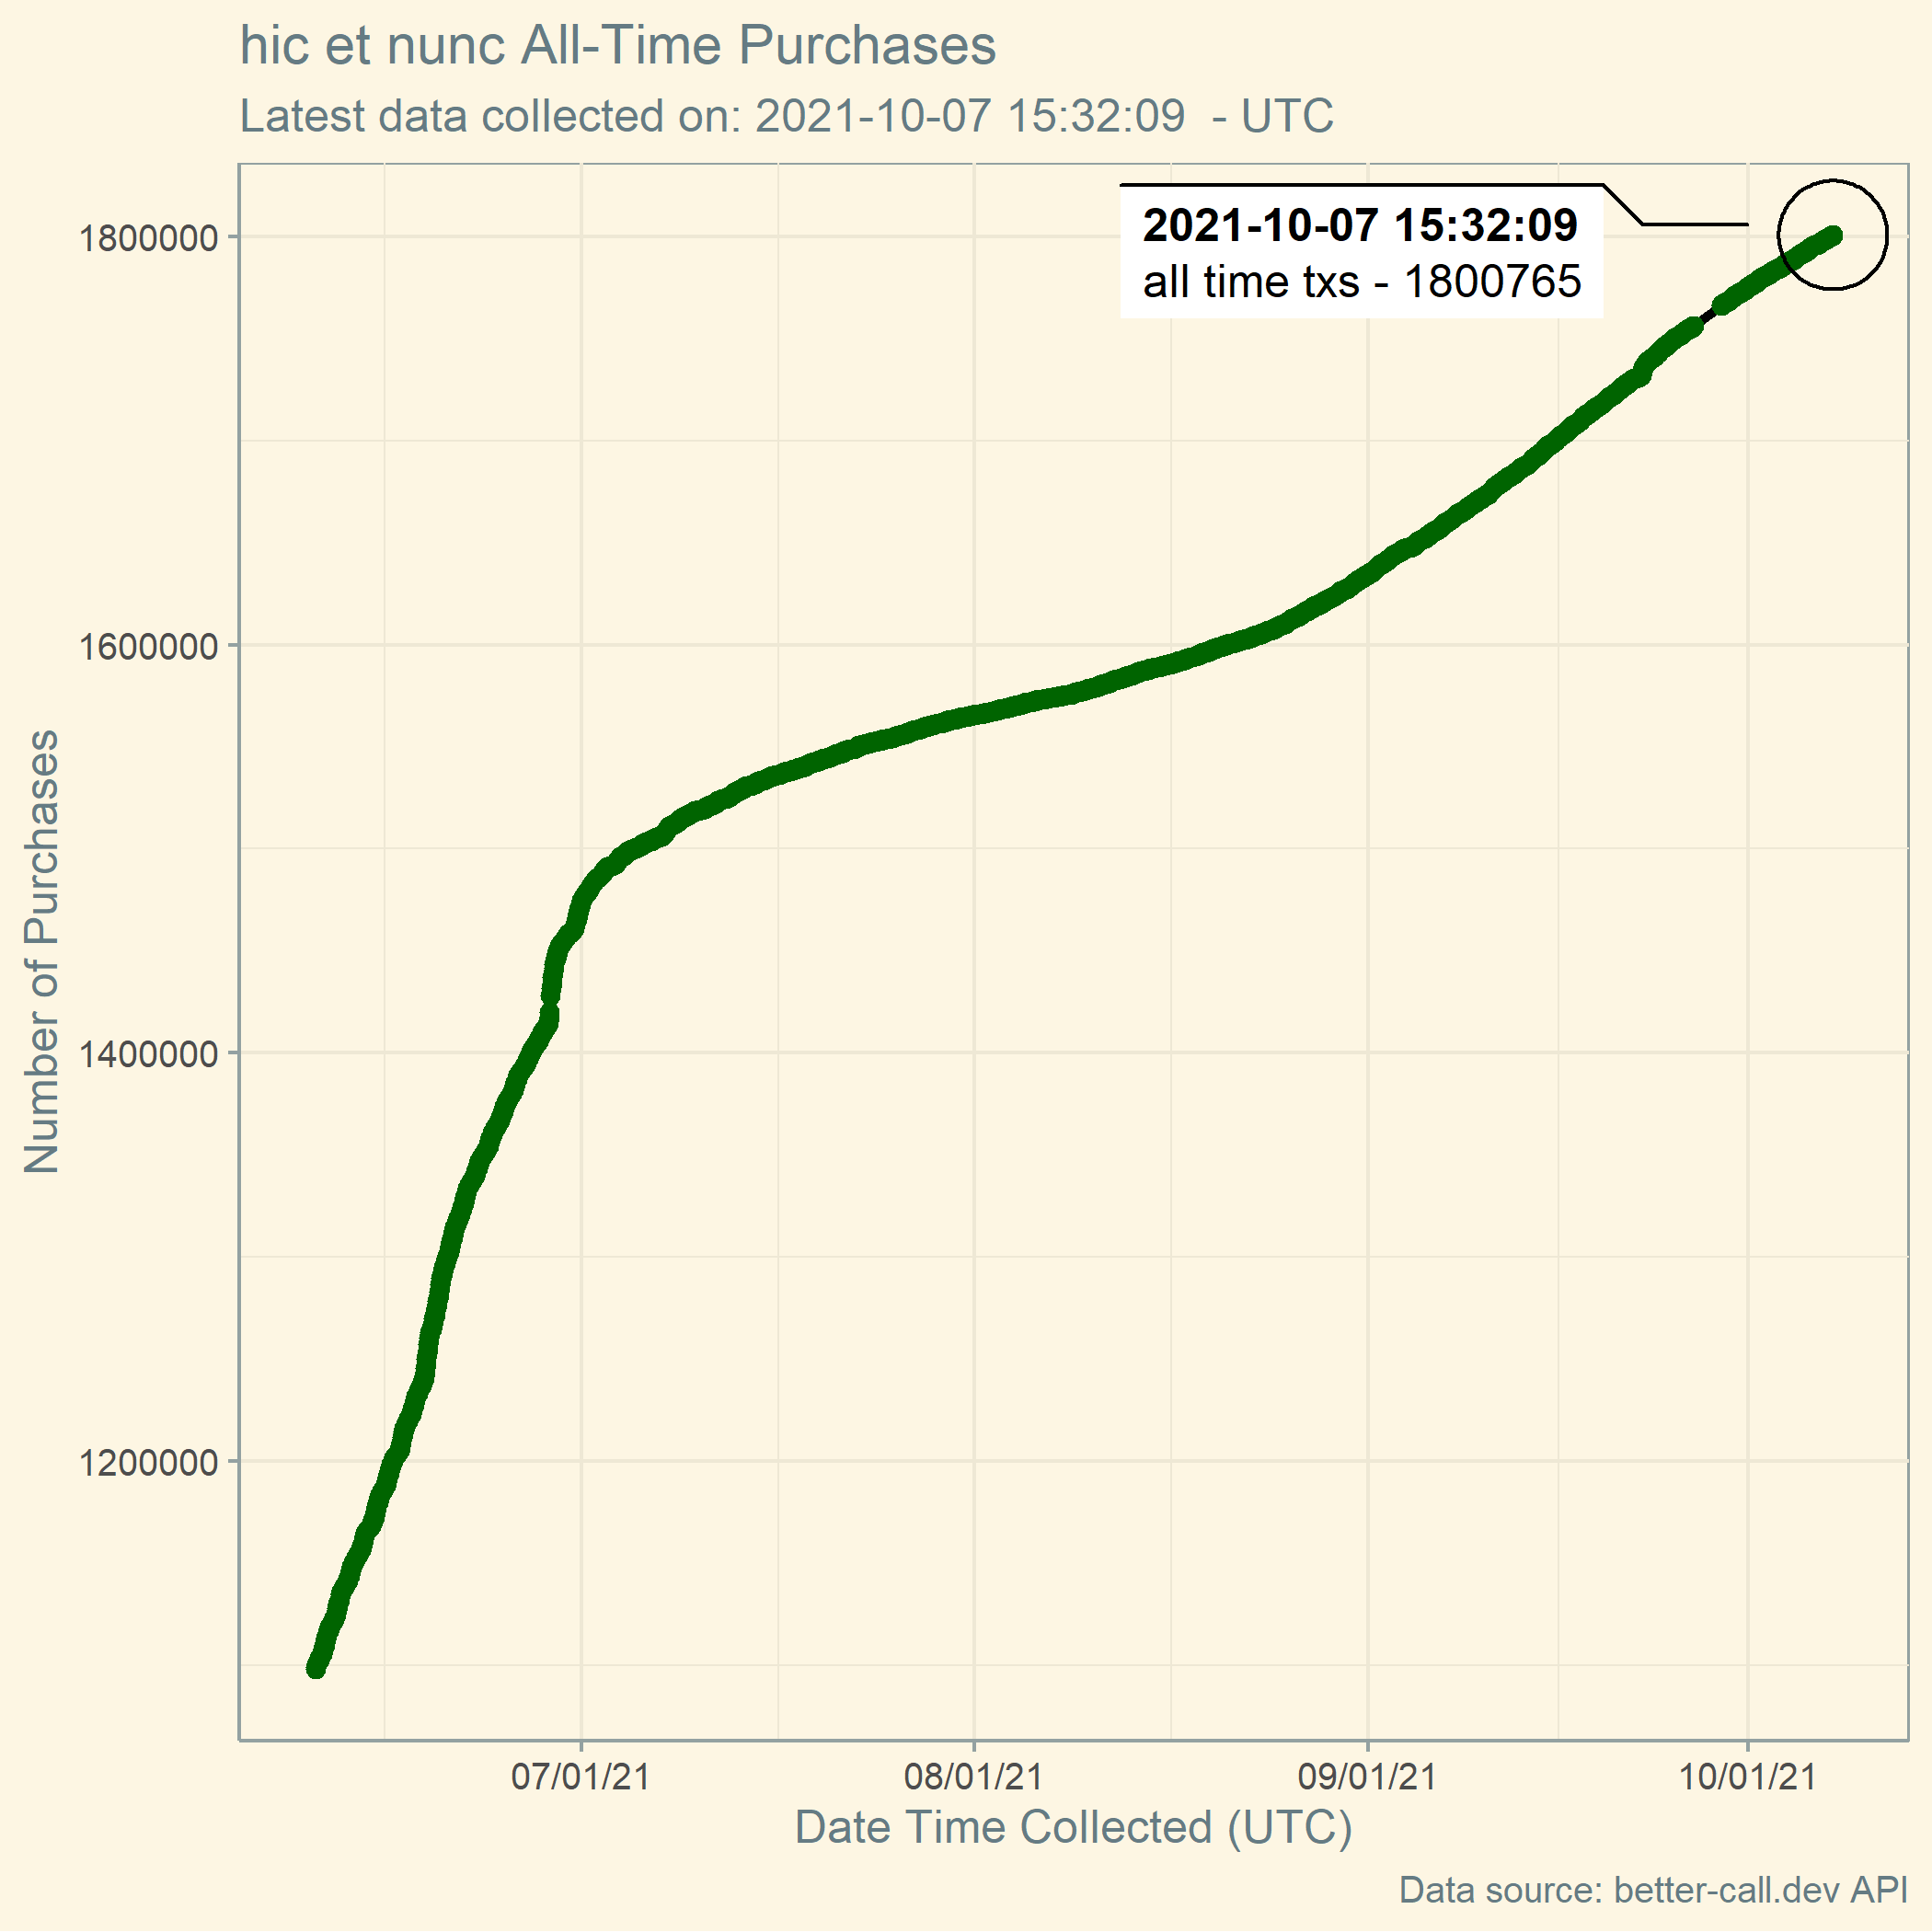 hic et nunc All-Time Purchases
Latest data collected on: 2021-10-07 15:32:09  - UTC
2021-10-07 15:32:09
all time txs - 1800765
Number of Purchases
1800000
1600000
1400000
1200000
07/01/21
08/01/21
09/01/21
10/01/21
Date Time Collected (UTC)
Data source: better-call.dev API